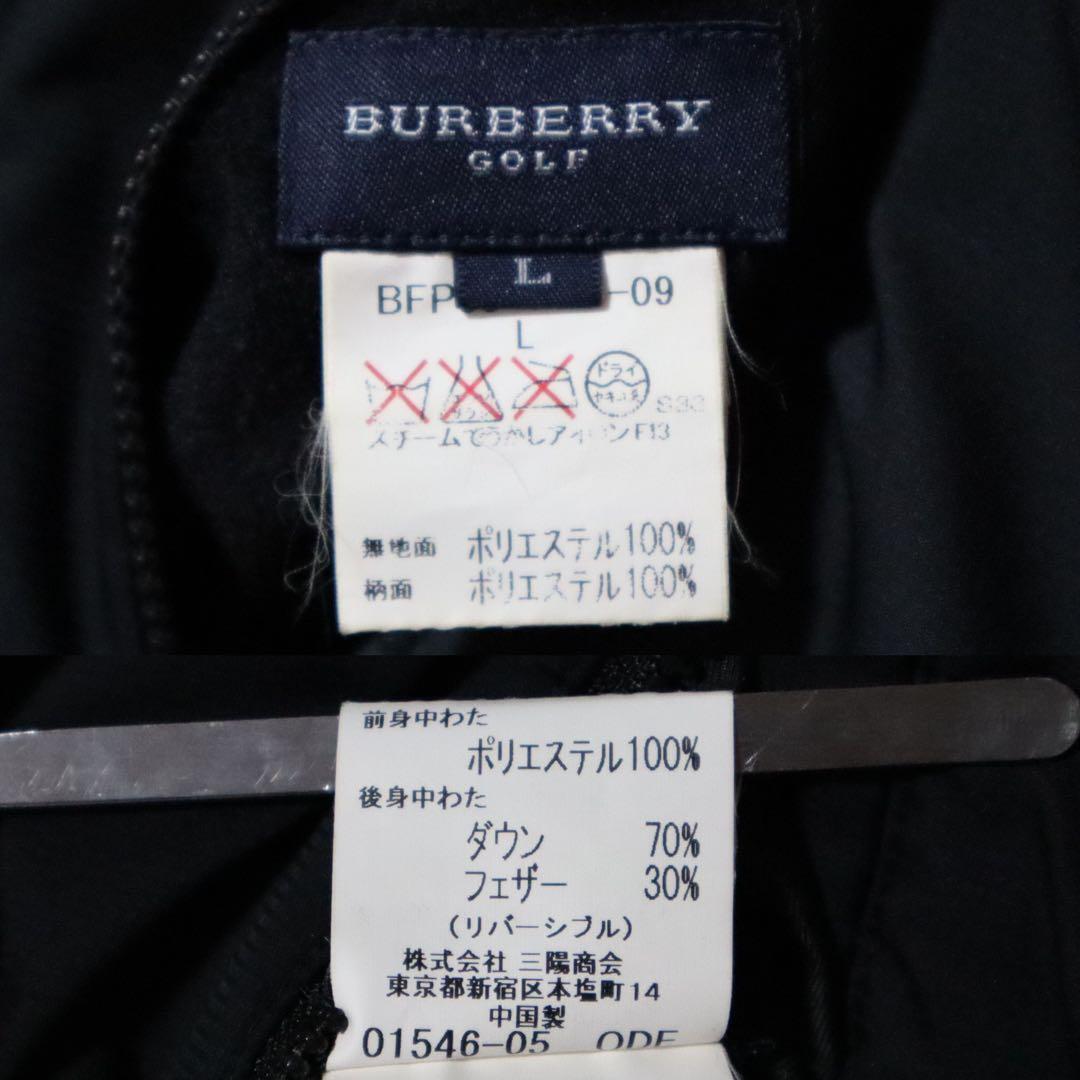 BURBERRY
GOLF
L
BFP -09
L
ドライ
S32
スチームでうかしアイロンF13
無地面 ポリエステル100%
柄面 ポリエステル100%
前身中わた
ポリエステル100%
後身中わた
ダウン 70%
フェザー 30%
(リバーシブル)
株式会社 三陽商会
東京都新宿区本塩町14
中国製
01546-05 ODF